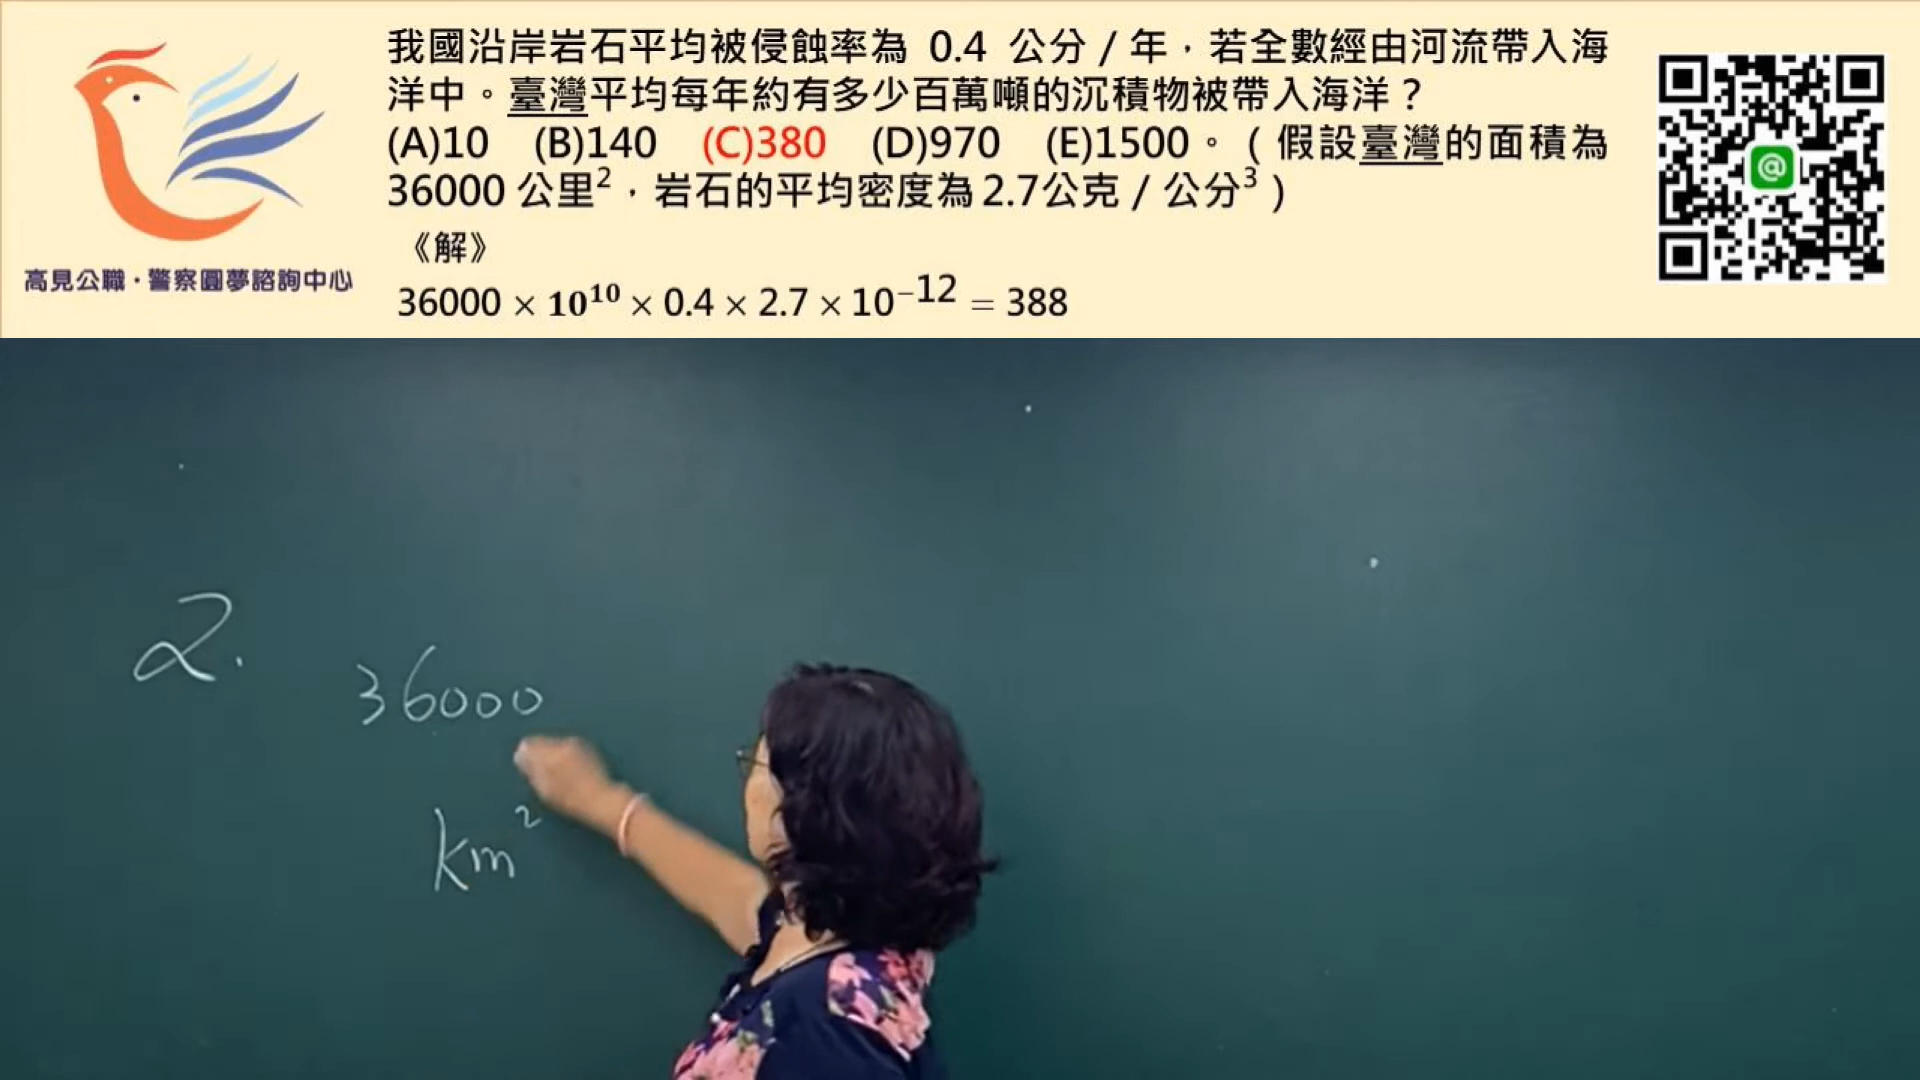 我國沿岸岩石平均被侵蝕率為 0.4 公分 / 年，若全數經由河流帶入海
洋中。臺灣平均每年約有多少百萬噸的沉積物被帶入海洋？
(A)10 (B)140 (C)380 (D)970 (E)1500。( 假設臺灣的面積為
36000 公里²，岩石的平均密度為2.7公克 / 公分³ )
《解》
36000 × 10¹⁰ × 0.4 × 2.7 × 10⁻¹² = 388
高見公職・警察圓夢諮詢中心
@
2.
36000
km²